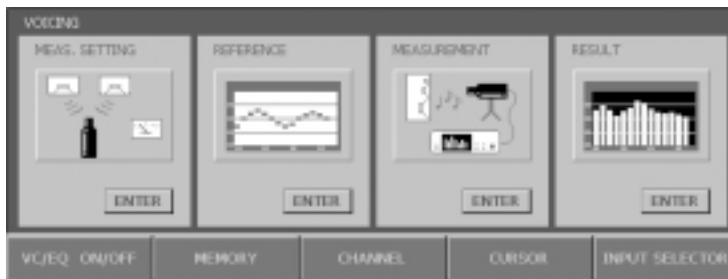 VOICING
MEAS. SETTING
REFERENCE
MEASUREMENT
RESULT
ENTER
ENTER
ENTER
ENTER
VC/EQ ON/OFF
MEMORY
CHANNEL
CURSOR
INPUT SELECTOR